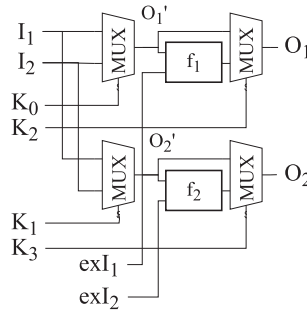 I₁ MUX O₁' f₁ MUX O₁
I₂
K₀
K₂
MUX O₂' f₂ MUX O₂
K₁
K₃
exI₁
exI₂